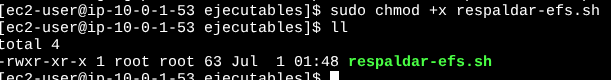 [ec2-user@ip-10-0-1-53 ejecutables]$ sudo chmod +x respaldar-efs.sh
[ec2-user@ip-10-0-1-53 ejecutables]$ ll
total 4
-rwxr-xr-x 1 root root 63 Jul  1 01:48 respaldar-efs.sh
[ec2-user@ip-10-0-1-53 ejecutables]$